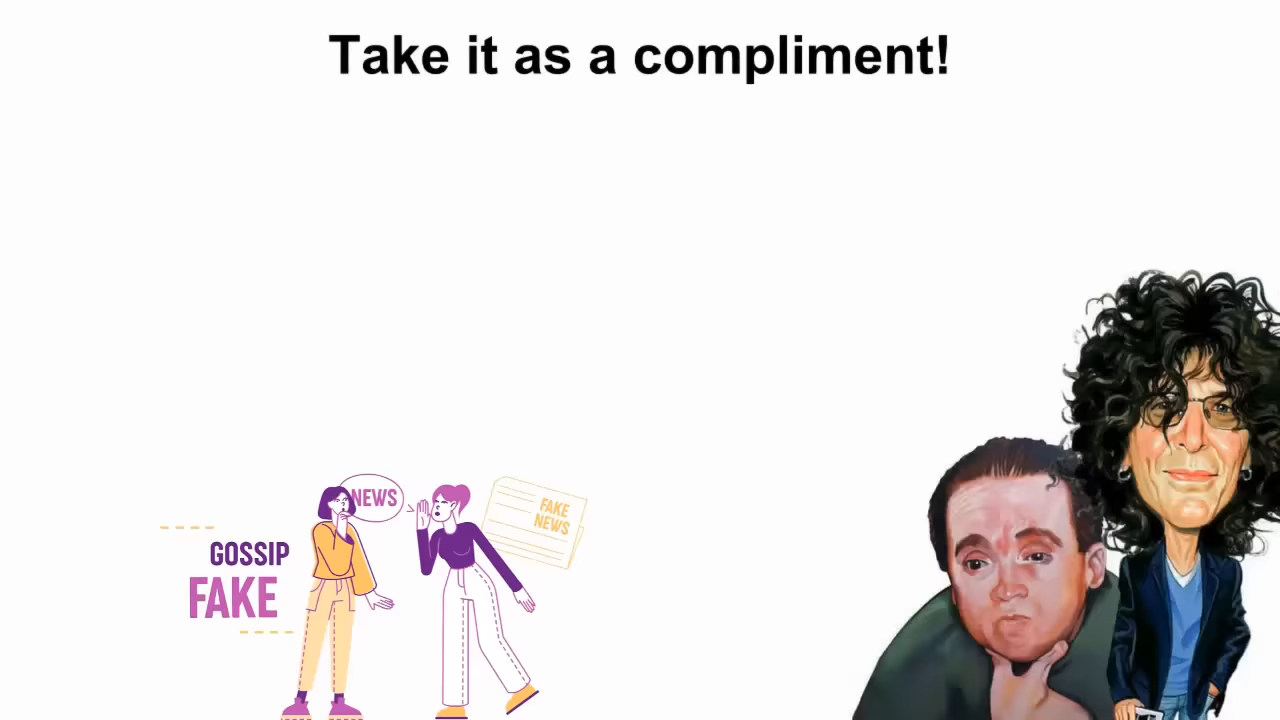 Take it as a compliment!
NEWS
FAKE
NEWS
GOSSIP
FAKE